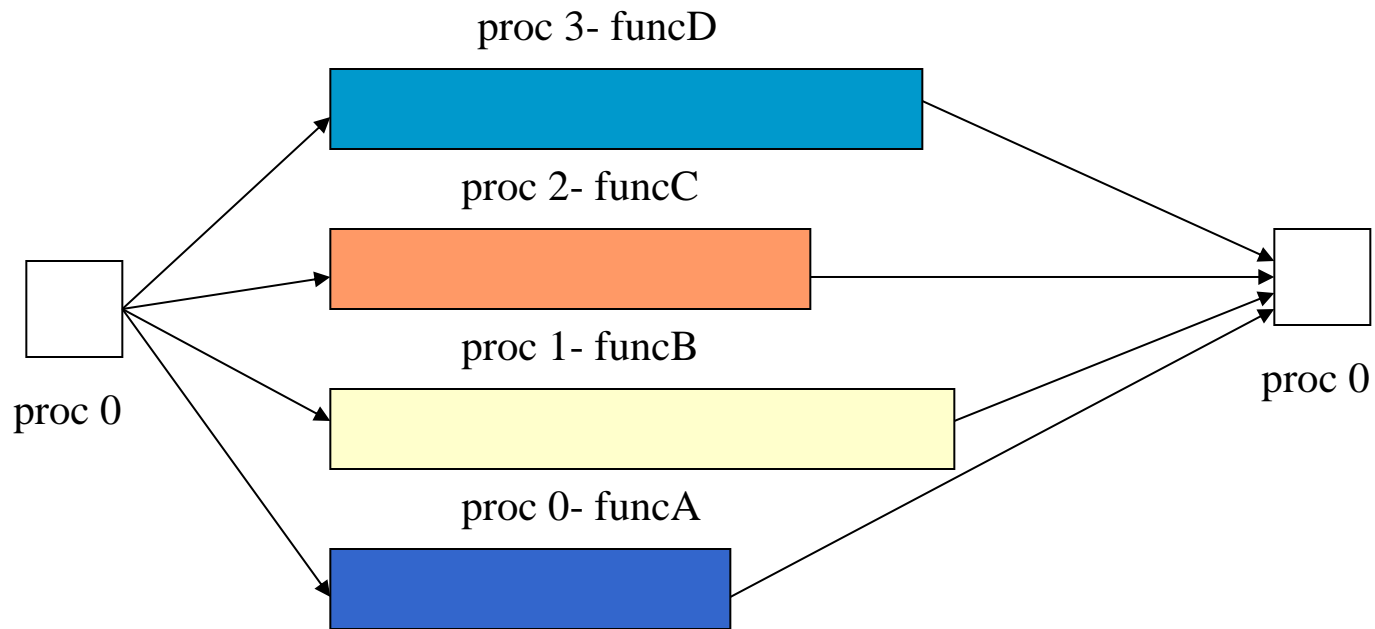 proc 3- funcD
proc 2- funcC
proc 1- funcB
proc 0
proc 0
proc 0- funcA